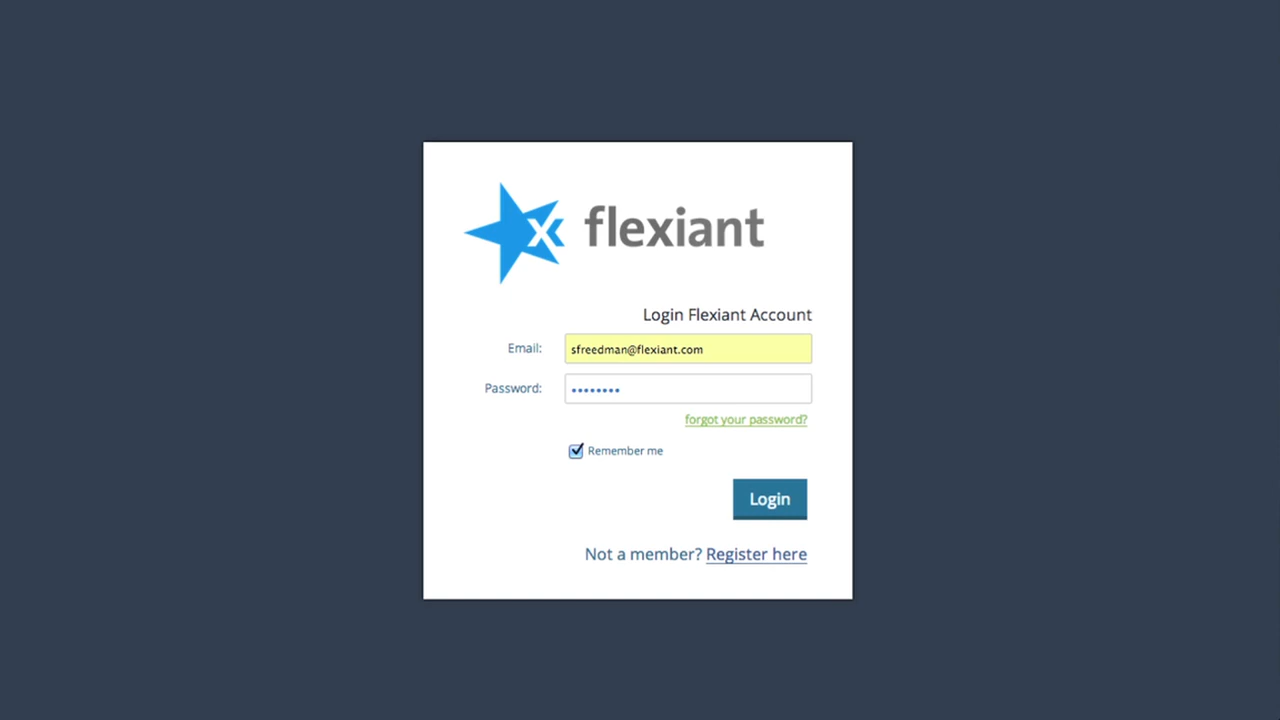 flexiant
Login Flexiant Account
Email: sfreedman@flexiant.com
Password: ••••••••
forgot your password?
Remember me
Login
Not a member? Register here